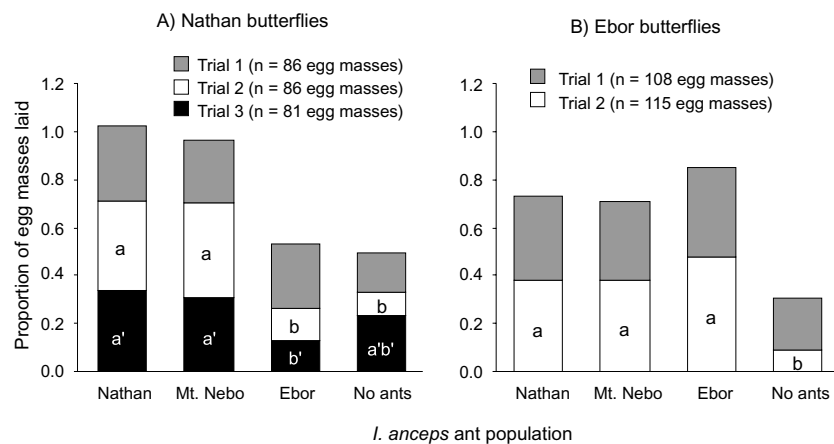 A) Nathan butterflies
Trial 1 (n = 86 egg masses)
Trial 2 (n = 86 egg masses)
Trial 3 (n = 81 egg masses)
Proportion of egg masses laid
1.2
1.0
0.8
0.6
0.4
0.2
0.0
a
a
b
b
a'
a'
b'
a'b'
Nathan
Mt. Nebo
Ebor
No ants
B) Ebor butterflies
Trial 1 (n = 108 egg masses)
Trial 2 (n = 115 egg masses)
1.2
1.0
0.8
0.6
0.4
0.2
0.0
a
a
a
b
Nathan
Mt. Nebo
Ebor
No ants
I. anceps ant population